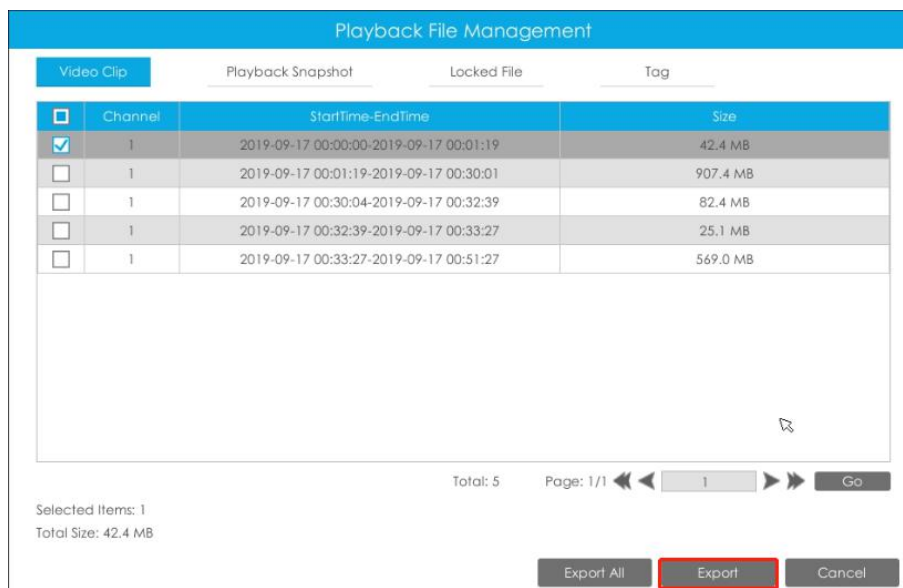 Playback File Management
Video Clip Playback Snapshot Locked File Tag
Channel StartTime-EndTime Size
1 2019-09-17 00:00:00-2019-09-17 00:01:19 42.4 MB
1 2019-09-17 00:01:19-2019-09-17 00:30:01 907.4 MB
1 2019-09-17 00:30:04-2019-09-17 00:32:39 82.4 MB
1 2019-09-17 00:32:39-2019-09-17 00:33:27 25.1 MB
1 2019-09-17 00:33:27-2019-09-17 00:51:27 569.0 MB
Total: 5 Page: 1/1 1 Go
Selected Items: 1
Total Size: 42.4 MB
Export All Export Cancel